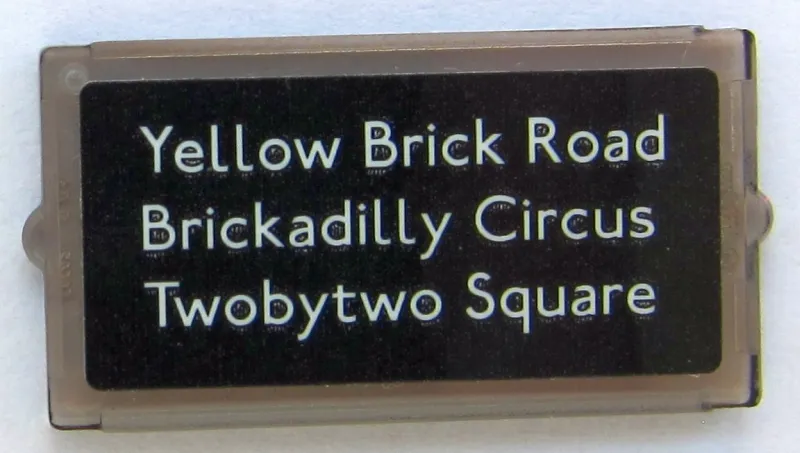 Yellow Brick Road
Brickadilly Circus
Twobytwo Square